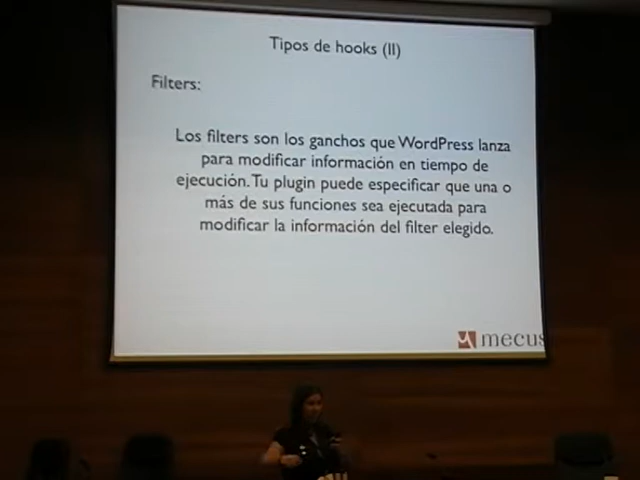 Tipos de hooks (II)
Filters:
Los filters son los ganchos que WordPress lanza
para modificar información en tiempo de
ejecución. Tu plugin puede especificar que una o
más de sus funciones sea ejecutada para
modificar la información del filter elegido.
mecus